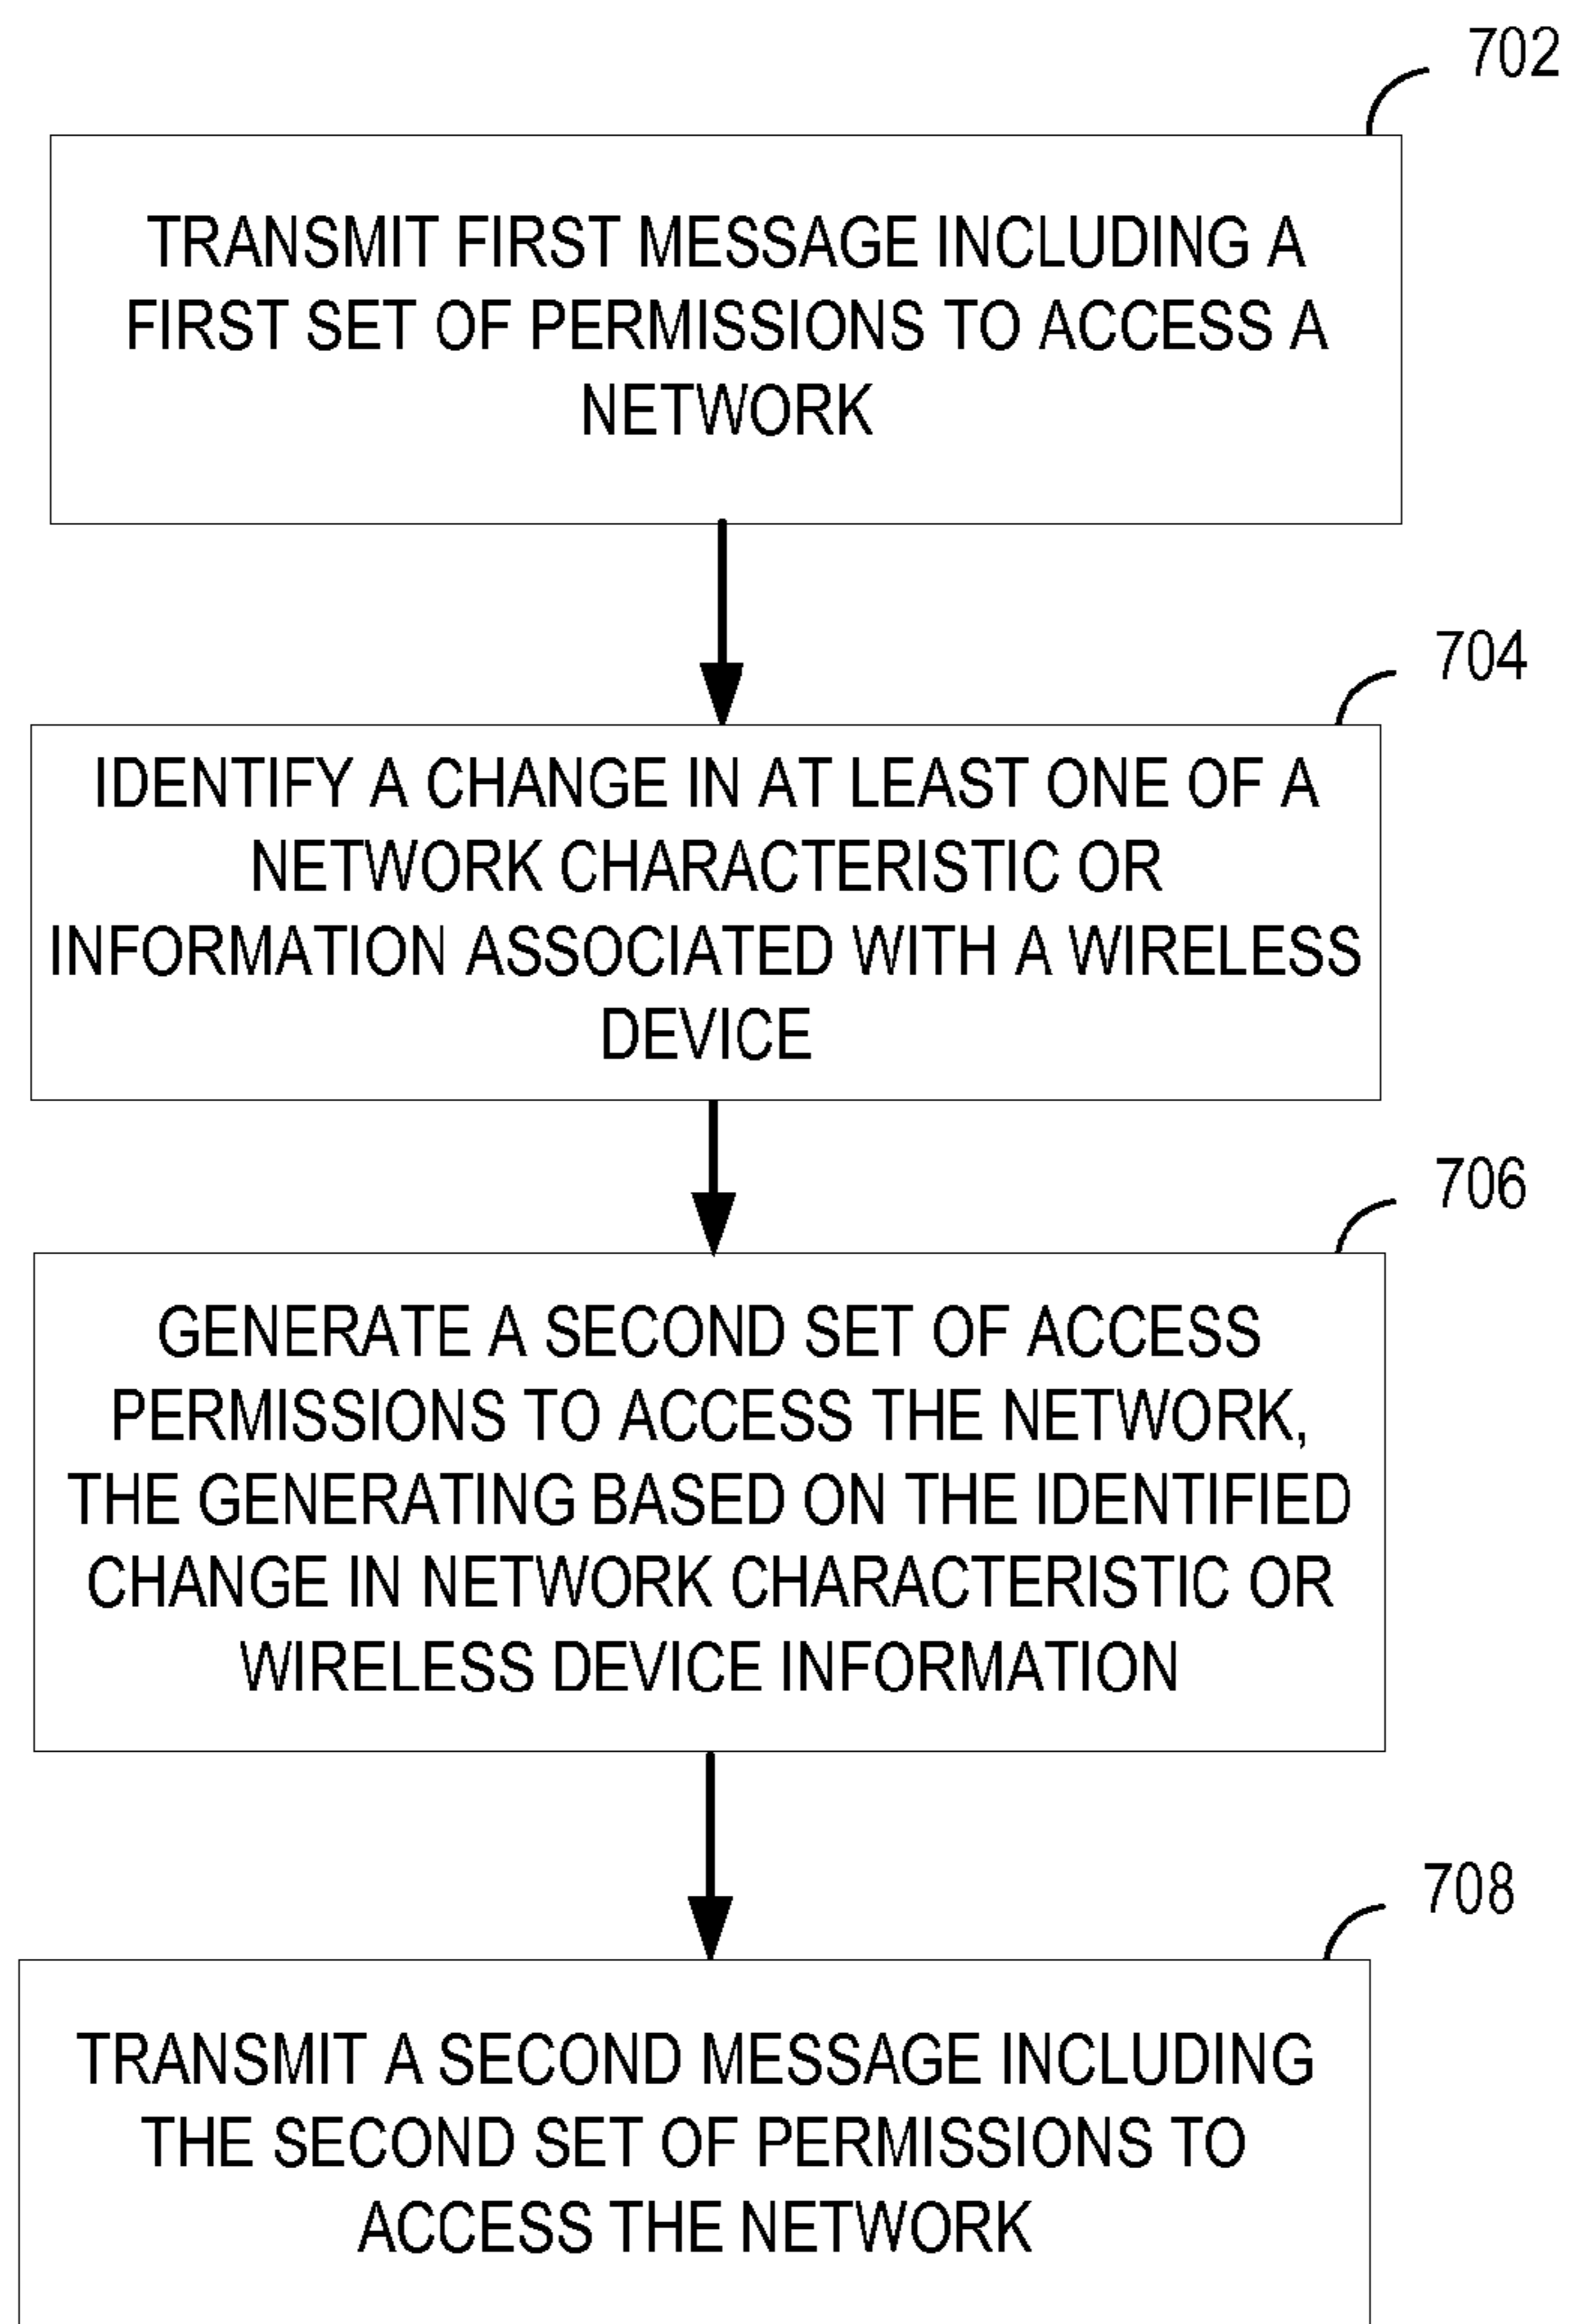 702
TRANSMIT FIRST MESSAGE INCLUDING A
FIRST SET OF PERMISSIONS TO ACCESS A
NETWORK
704
IDENTIFY A CHANGE IN AT LEAST ONE OF A
NETWORK CHARACTERISTIC OR
INFORMATION ASSOCIATED WITH A WIRELESS
DEVICE
706
GENERATE A SECOND SET OF ACCESS
PERMISSIONS TO ACCESS THE NETWORK,
THE GENERATING BASED ON THE IDENTIFIED
CHANGE IN NETWORK CHARACTERISTIC OR
WIRELESS DEVICE INFORMATION
708
TRANSMIT A SECOND MESSAGE INCLUDING
THE SECOND SET OF PERMISSIONS TO
ACCESS THE NETWORK